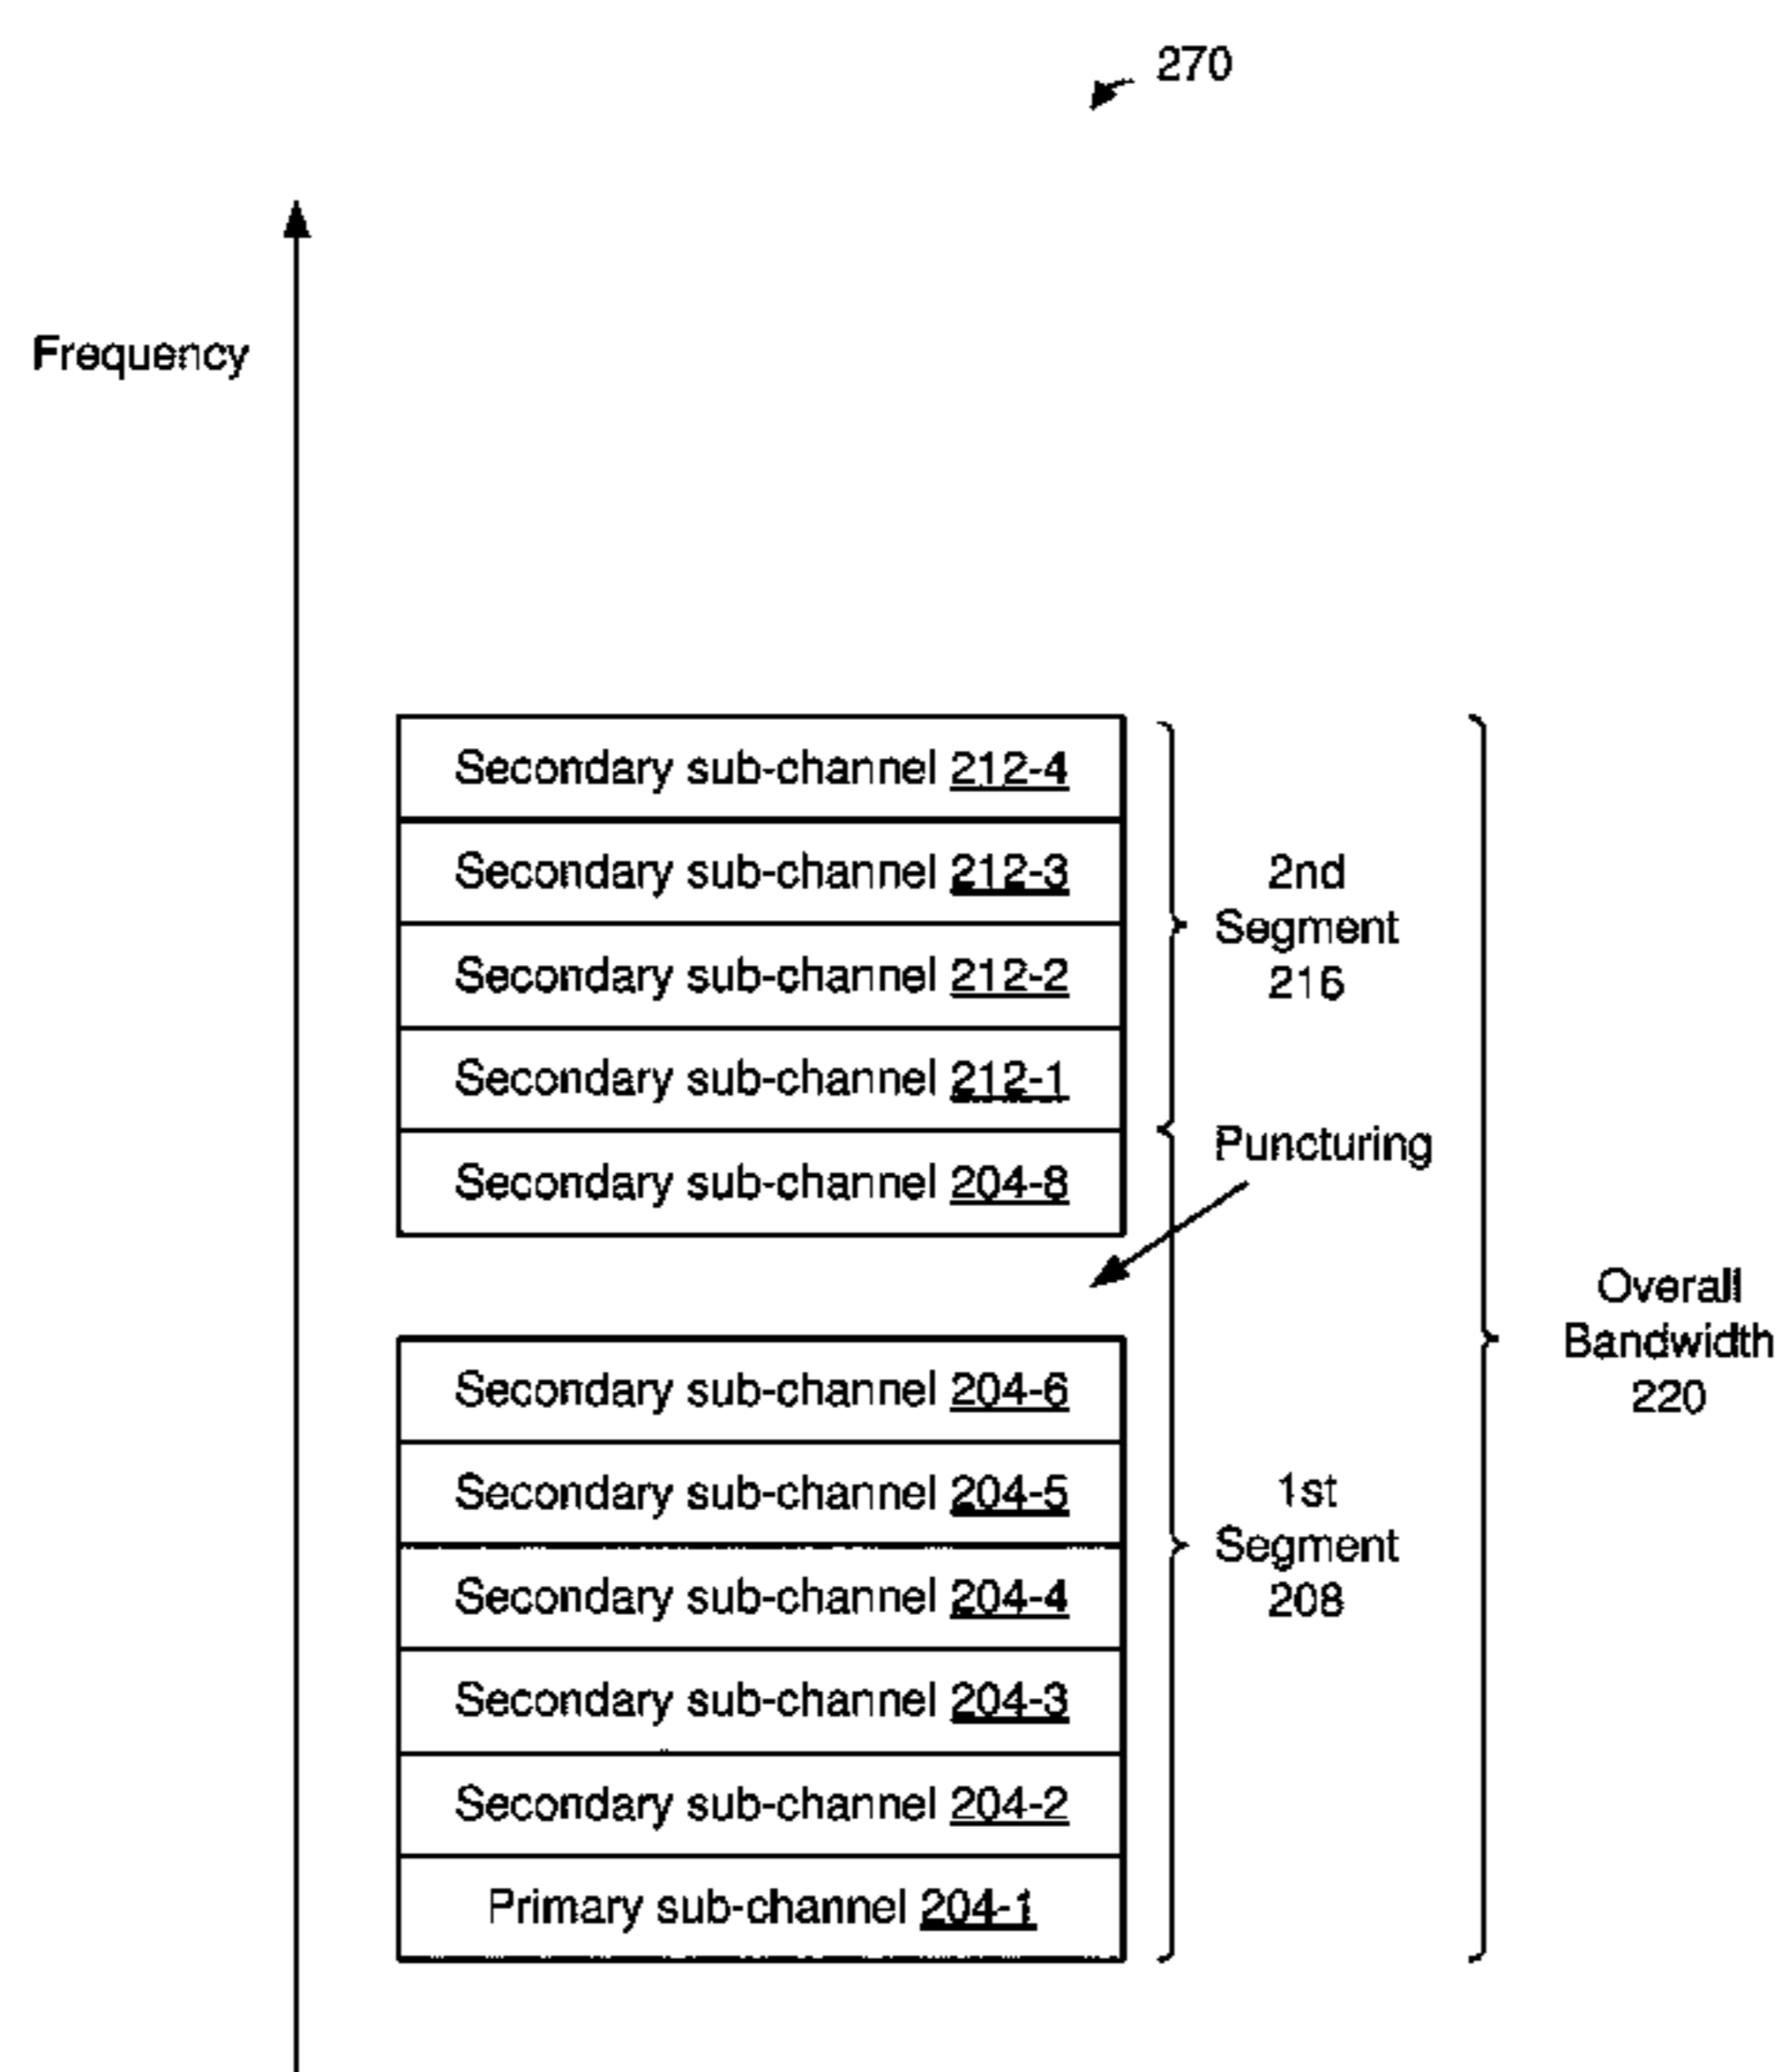 270
Frequency
Secondary sub-channel 212-4
Secondary sub-channel 212-3
Secondary sub-channel 212-2
Secondary sub-channel 212-1
Secondary sub-channel 204-8
Secondary sub-channel 204-6
Secondary sub-channel 204-5
Secondary sub-channel 204-4
Secondary sub-channel 204-3
Secondary sub-channel 204-2
Primary sub-channel 204-1
2nd
Segment
216
Puncturing
1st
Segment
208
Overall
Bandwidth
220